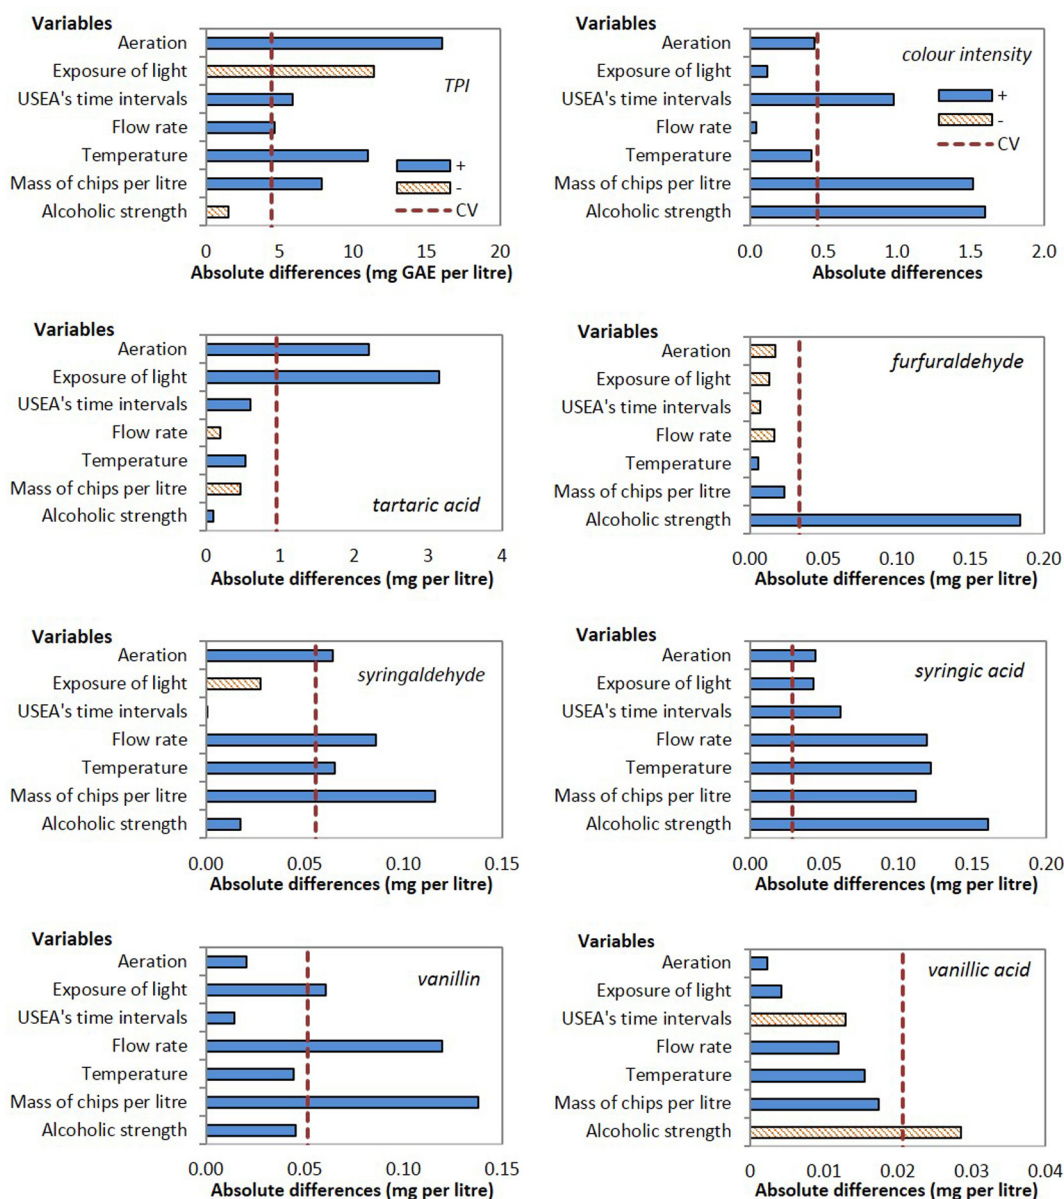 Variables
Aeration
Exposure of light
USEA's time intervals
Flow rate
Temperature
Mass of chips per litre
Alcoholic strength
TPI
+
-
CV
0 5 10 15 20
Absolute differences (mg GAE per litre)
Variables
Aeration
Exposure of light
USEA's time intervals
Flow rate
Temperature
Mass of chips per litre
Alcoholic strength
colour intensity
+
-
CV
0.0 0.5 1.0 1.5 2.0
Absolute differences
Variables
Aeration
Exposure of light
USEA's time intervals
Flow rate
Temperature
Mass of chips per litre
Alcoholic strength
tartaric acid
0 1 2 3 4
Absolute differences (mg per litre)
Variables
Aeration
Exposure of light
USEA's time intervals
Flow rate
Temperature
Mass of chips per litre
Alcoholic strength
furfuraldehyde
0.00 0.05 0.10 0.15 0.20
Absolute differences (mg per litre)
Variables
Aeration
Exposure of light
USEA's time intervals
Flow rate
Temperature
Mass of chips per litre
Alcoholic strength
syringaldehyde
0.00 0.05 0.10 0.15
Absolute differences (mg per litre)
Variables
Aeration
Exposure of light
USEA's time intervals
Flow rate
Temperature
Mass of chips per litre
Alcoholic strength
syringic acid
0.00 0.05 0.10 0.15 0.20
Absolute differences (mg per litre)
Variables
Aeration
Exposure of light
USEA's time intervals
Flow rate
Temperature
Mass of chips per litre
Alcoholic strength
vanillin
0.00 0.05 0.10 0.15
Absolute differences (mg per litre)
Variables
Aeration
Exposure of light
USEA's time intervals
Flow rate
Temperature
Mass of chips per litre
Alcoholic strength
vanillic acid
0 0.01 0.02 0.03 0.04
Absolute differences (mg per litre)